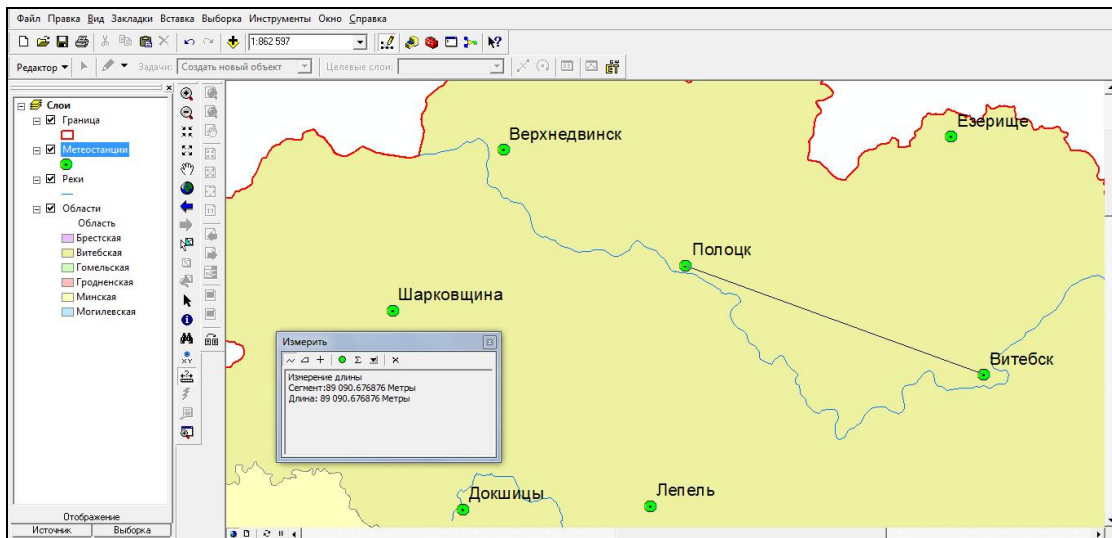 Файл Правка Вид Закладки Вставка Выборка Инструменты Окно Справка
1:862 597
Редактор Задачи: Создать новый объект Целевые слои:
Слои
Граница
Метеостанции
Реки
Области
Область
Брестская
Витебская
Гомельская
Гродненская
Минская
Могилевская
Отображение
Источник Выборка
Верхнедвинск
Езерище
Полоцк
Шарковщина
Витебск
Докшицы
Лепель
Измерить
Измерение длины
Сегмент:89 090.676876 Метры
Длина: 89 090.676876 Метры